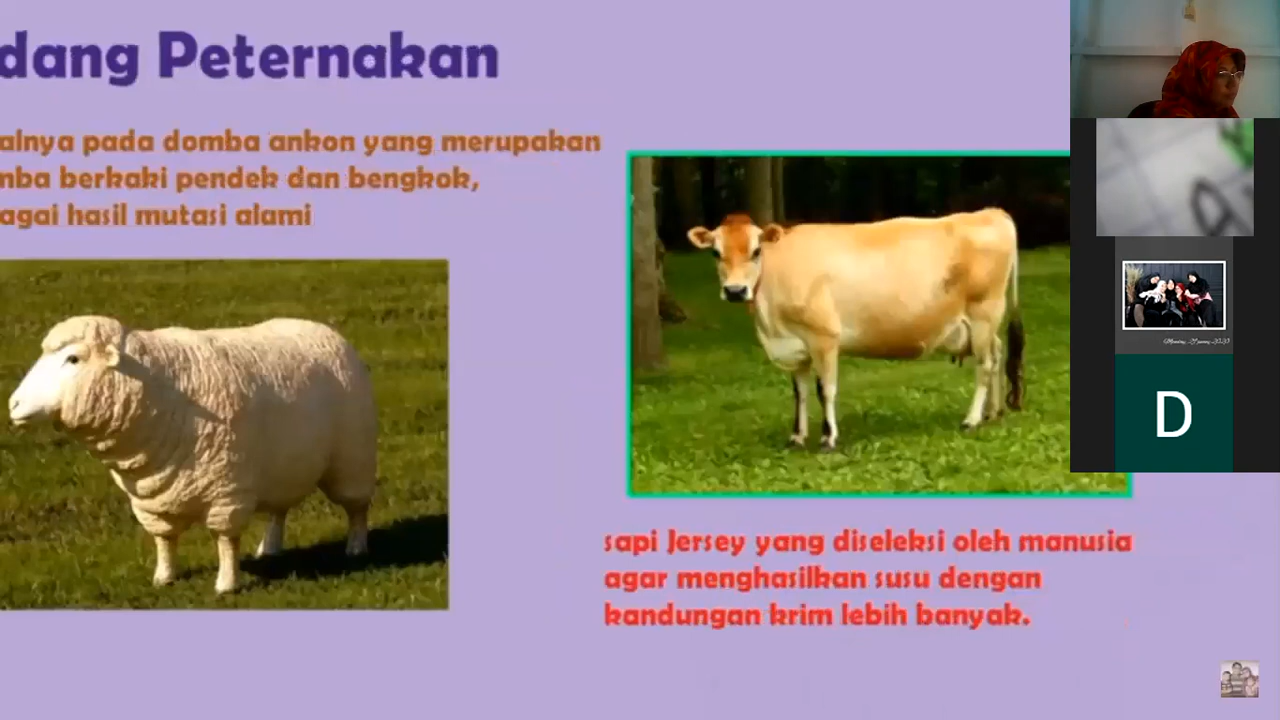 dang Peternakan
alnya pada domba ankon yang merupakan
mba berkaki pendek dan bengkok,
agai hasil mutasi alami
sapi Jersey yang diseleksi oleh manusia
agar menghasilkan susu dengan
kandungan krim lebih banyak.
A
D